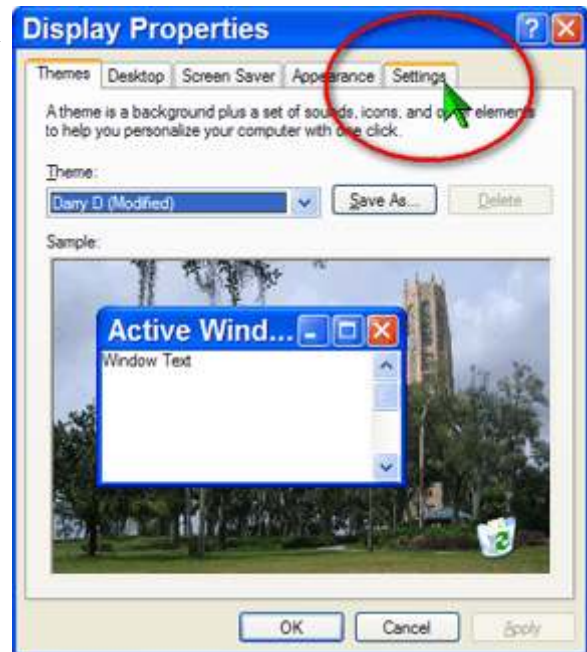 Display Properties
?
Themes Desktop Screen Saver Appearance Settings
A theme is a background plus a set of sounds, icons, and other elements
to help you personalize your computer with one click.
Theme:
Darry D (Modified) Save As... Delete
Sample:
Active Wind...
Window Text
OK Cancel Apply